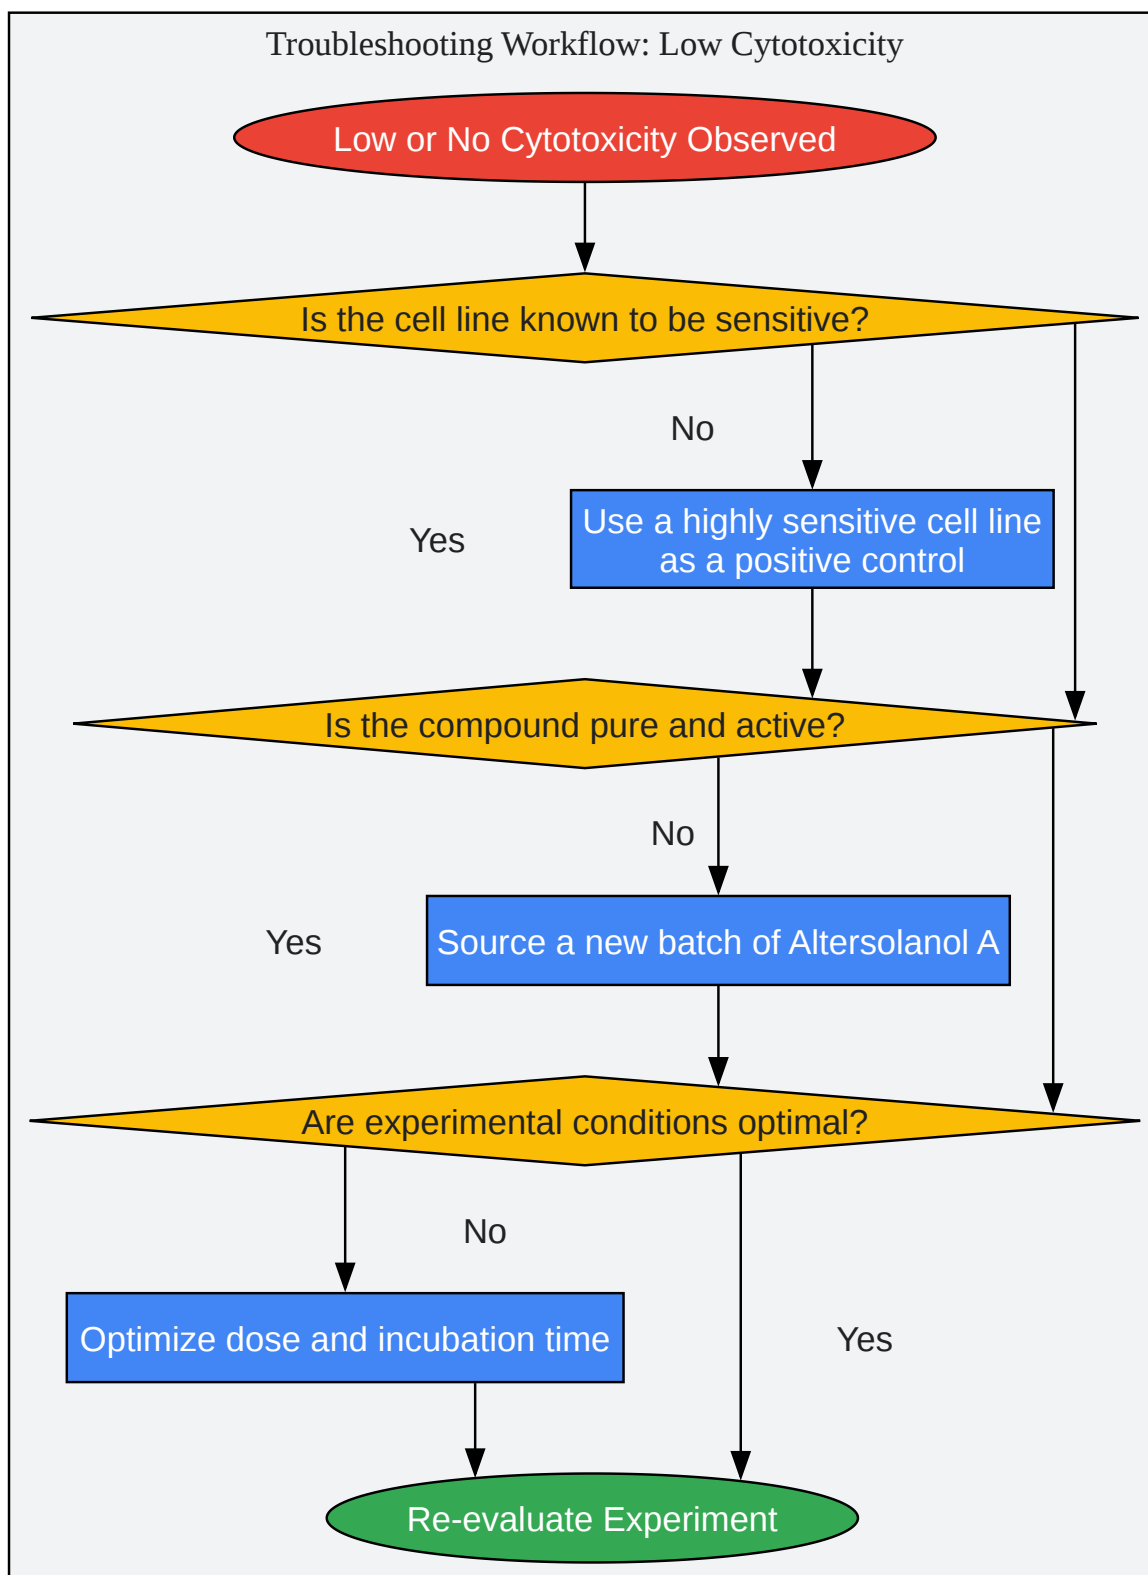 Troubleshooting Workflow: Low Cytotoxicity
Low or No Cytotoxicity Observed
Is the cell line known to be sensitive?
No
Use a highly sensitive cell line
as a positive control
Yes
Is the compound pure and active?
No
Source a new batch of Altersolanol A
Yes
Are experimental conditions optimal?
No
Optimize dose and incubation time
Yes
Re-evaluate Experiment